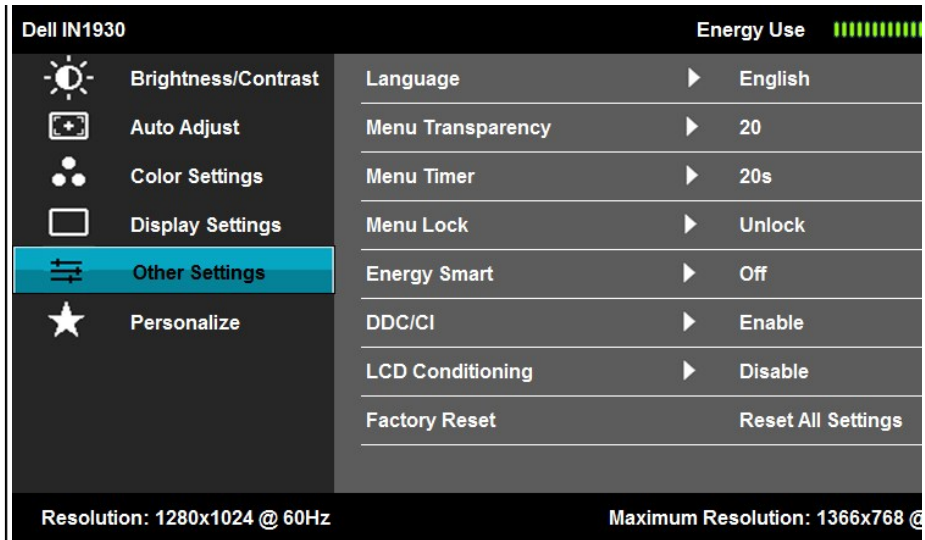 Dell IN1930 Energy Use
Brightness/Contrast Language English
Auto Adjust Menu Transparency 20
Color Settings Menu Timer 20s
Display Settings Menu Lock Unlock
Other Settings Energy Smart Off
Personalize DDC/CI Enable
LCD Conditioning Disable
Factory Reset Reset All Settings
Resolution: 1280x1024 @ 60Hz Maximum Resolution: 1366x768 @